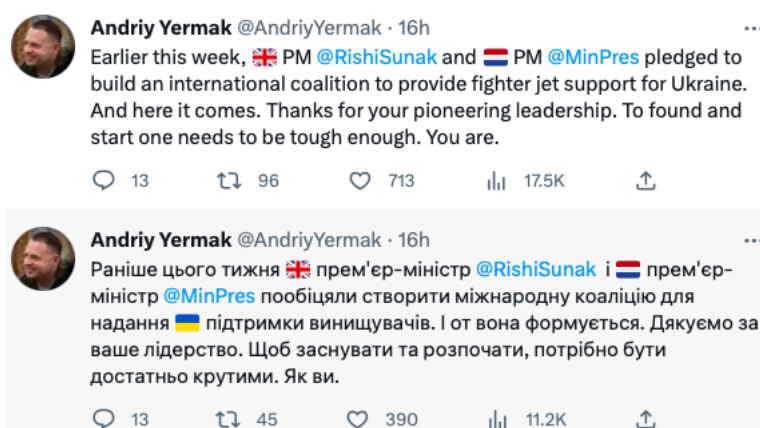 Andriy Yermak @AndriyYermak · 16h
Earlier this week, 🇬🇧 PM @RishiSunak and 🇳🇱 PM @MinPres pledged to
build an international coalition to provide fighter jet support for Ukraine.
And here it comes. Thanks for your pioneering leadership. To found and
start one needs to be tough enough. You are.
13 96 713 17.5K
Andriy Yermak @AndriyYermak · 16h
Раніше цього тижня 🇬🇧 прем'єр-міністр @RishiSunak і 🇳🇱 прем'єр-
міністр @MinPres пообіцяли створити міжнародну коаліцію для
надання 🇺🇦 підтримки винищувачів. І от вона формується. Дякуємо за
ваше лідерство. Щоб заснувати та розпочати, потрібно бути
достатньо крутими. Як ви.
13 45 390 11.2K